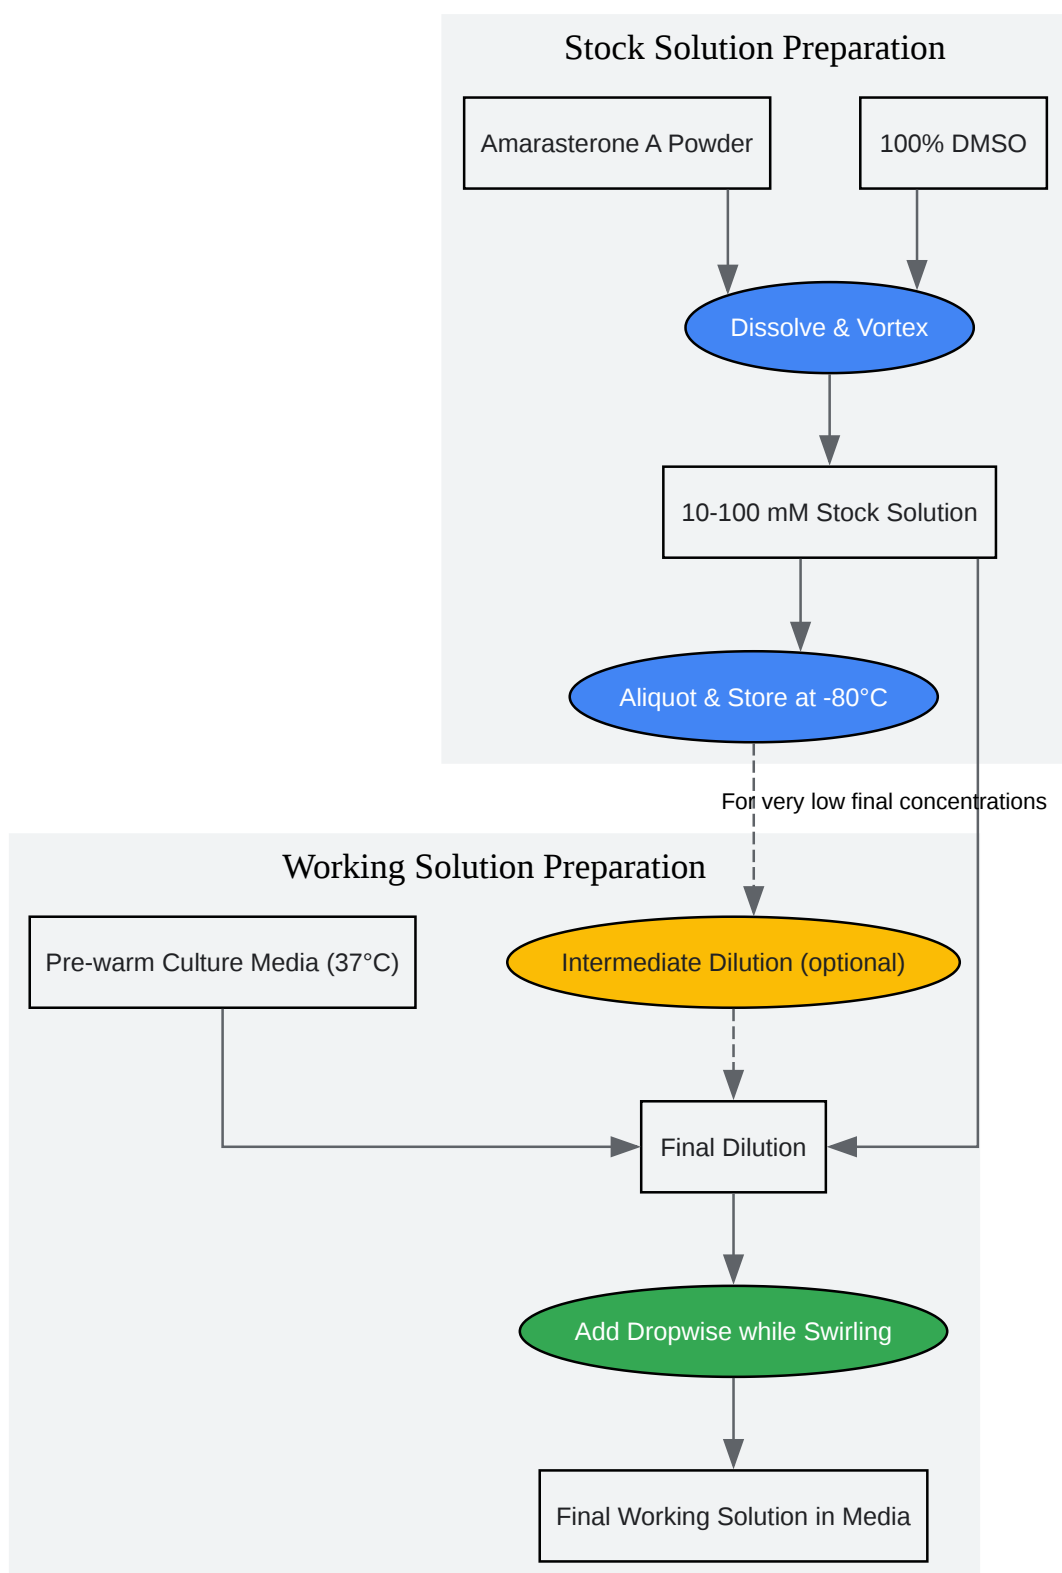 Stock Solution Preparation
Amarasterone A Powder
100% DMSO
Dissolve & Vortex
10-100 mM Stock Solution
Aliquot & Store at -80°C
For very low final concentrations
Working Solution Preparation
Pre-warm Culture Media (37°C)
Intermediate Dilution (optional)
Final Dilution
Add Dropwise while Swirling
Final Working Solution in Media